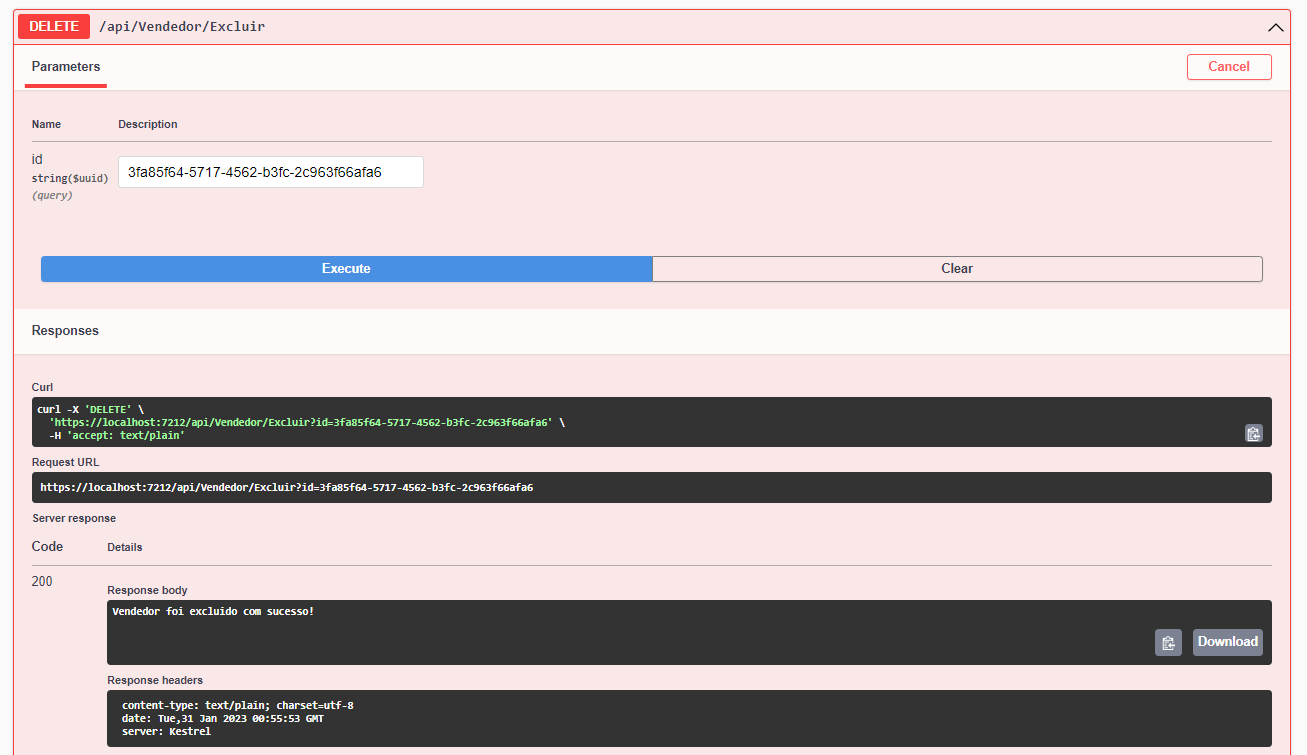 DELETE /api/Vendedor/Excluir
Parameters Cancel
Name Description
id
string($uuid)
(query)
3fa85f64-5717-4562-b3fc-2c963f66afa6
Execute Clear
Responses
Curl
curl -X 'DELETE' \
'https://localhost:7212/api/Vendedor/Excluir?id=3fa85f64-5717-4562-b3fc-2c963f66afa6' \
-H 'accept: text/plain'
Request URL
https://localhost:7212/api/Vendedor/Excluir?id=3fa85f64-5717-4562-b3fc-2c963f66afa6
Server response
Code Details
200
Response body
Vendedor foi excluido com sucesso!
Download
Response headers
content-type: text/plain; charset=utf-8
date: Tue,31 Jan 2023 00:55:53 GMT
server: Kestrel